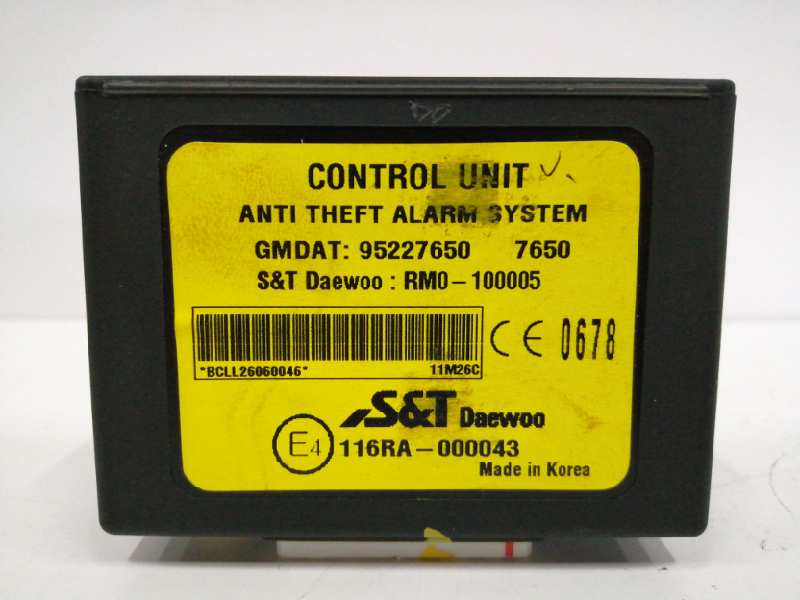 CONTROL UNIT
ANTI THEFT ALARM SYSTEM
GMDAT: 95227650 7650
S&T Daewoo : RM0-100005
*BCLL26060046* 11M26C
CE 0678
S&T Daewoo
E4 116RA-000043
Made in Korea